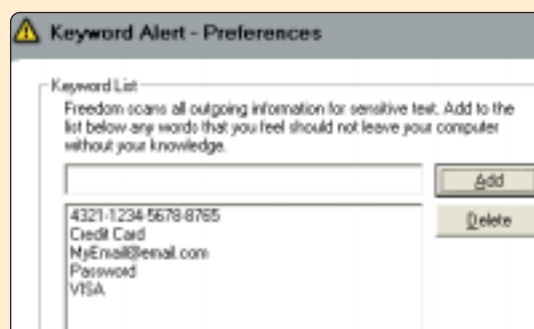 Keyword Alert - Preferences
Keyword List
Freedom scans all outgoing information for sensitive text. Add to the
list below any words that you feel should not leave your computer
without your knowledge.
Add
4321-1234-5678-8765
Delete
Credit Card
MyEmail@email.com
Password
VISA